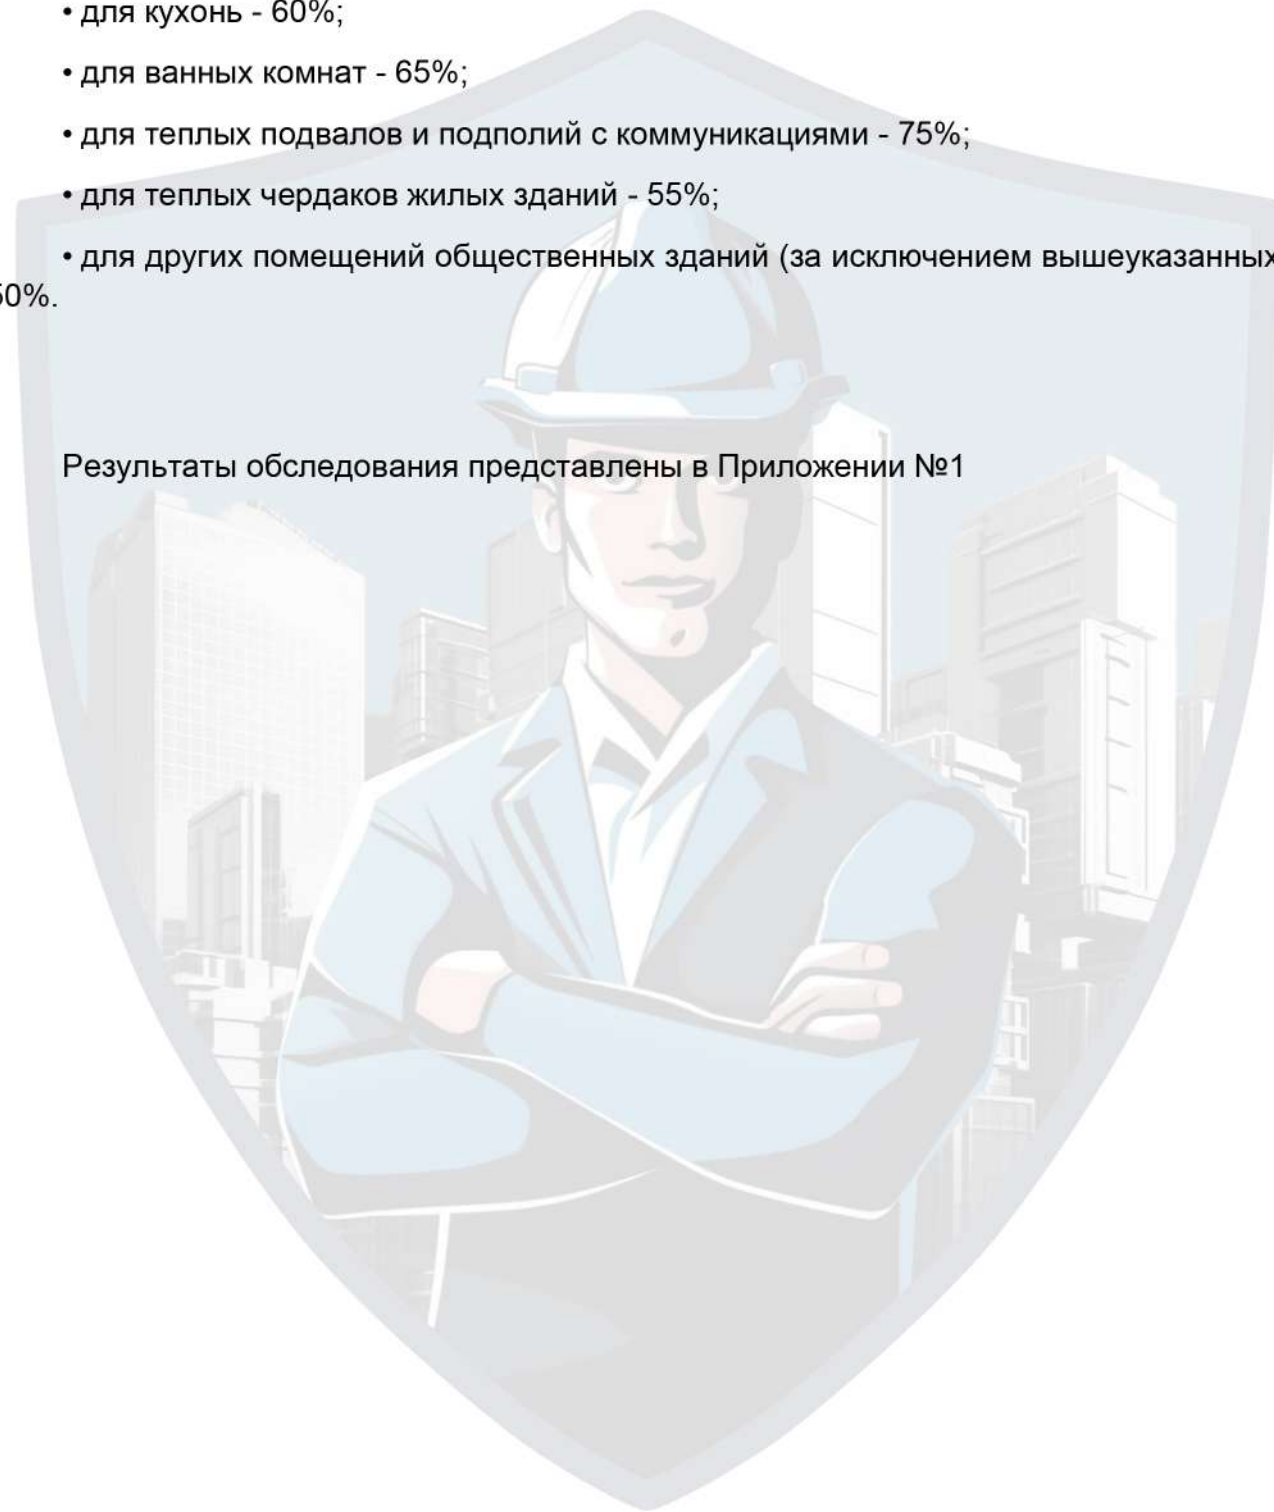 • для кухонь - 60%;
• для ванных комнат - 65%;
• для теплых подвалов и подполий с коммуникациями - 75%;
• для теплых чердаков жилых зданий - 55%;
• для других помещений общественных зданий (за исключением вышеуказанных
50%.
Результаты обследования представлены в Приложении №1